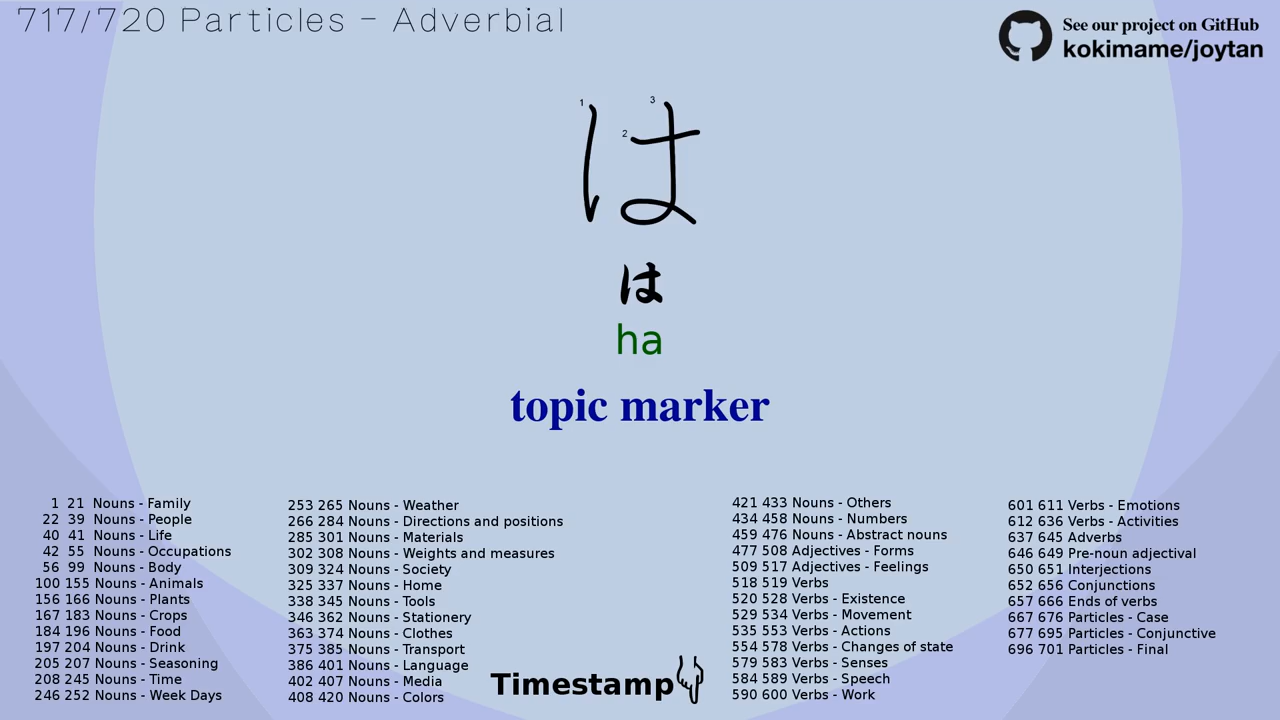 717/720 Particles – Adverbial
See our project on GitHub
kokimame/joytan
1 3
2
は
は
ha
topic marker
1 21 Nouns - Family
22 39 Nouns - People
40 41 Nouns - Life
42 55 Nouns - Occupations
56 99 Nouns - Body
100 155 Nouns - Animals
156 166 Nouns - Plants
167 183 Nouns - Crops
184 196 Nouns - Food
197 204 Nouns - Drink
205 207 Nouns - Seasoning
208 245 Nouns - Time
246 252 Nouns - Week Days
253 265 Nouns - Weather
266 284 Nouns - Directions and positions
285 301 Nouns - Materials
302 308 Nouns - Weights and measures
309 324 Nouns - Society
325 337 Nouns - Home
338 345 Nouns - Tools
346 362 Nouns - Stationery
363 374 Nouns - Clothes
375 385 Nouns - Transport
386 401 Nouns - Language
402 407 Nouns - Media
408 420 Nouns - Colors
Timestamp
421 433 Nouns - Others
434 458 Nouns - Numbers
459 476 Nouns - Abstract nouns
477 508 Adjectives - Forms
509 517 Adjectives - Feelings
518 519 Verbs
520 528 Verbs - Existence
529 534 Verbs - Movement
535 553 Verbs - Actions
554 578 Verbs - Changes of state
579 583 Verbs - Senses
584 589 Verbs - Speech
590 600 Verbs - Work
601 611 Verbs - Emotions
612 636 Verbs - Activities
637 645 Adverbs
646 649 Pre-noun adjectival
650 651 Interjections
652 656 Conjunctions
657 666 Ends of verbs
667 676 Particles - Case
677 695 Particles - Conjunctive
696 701 Particles - Final